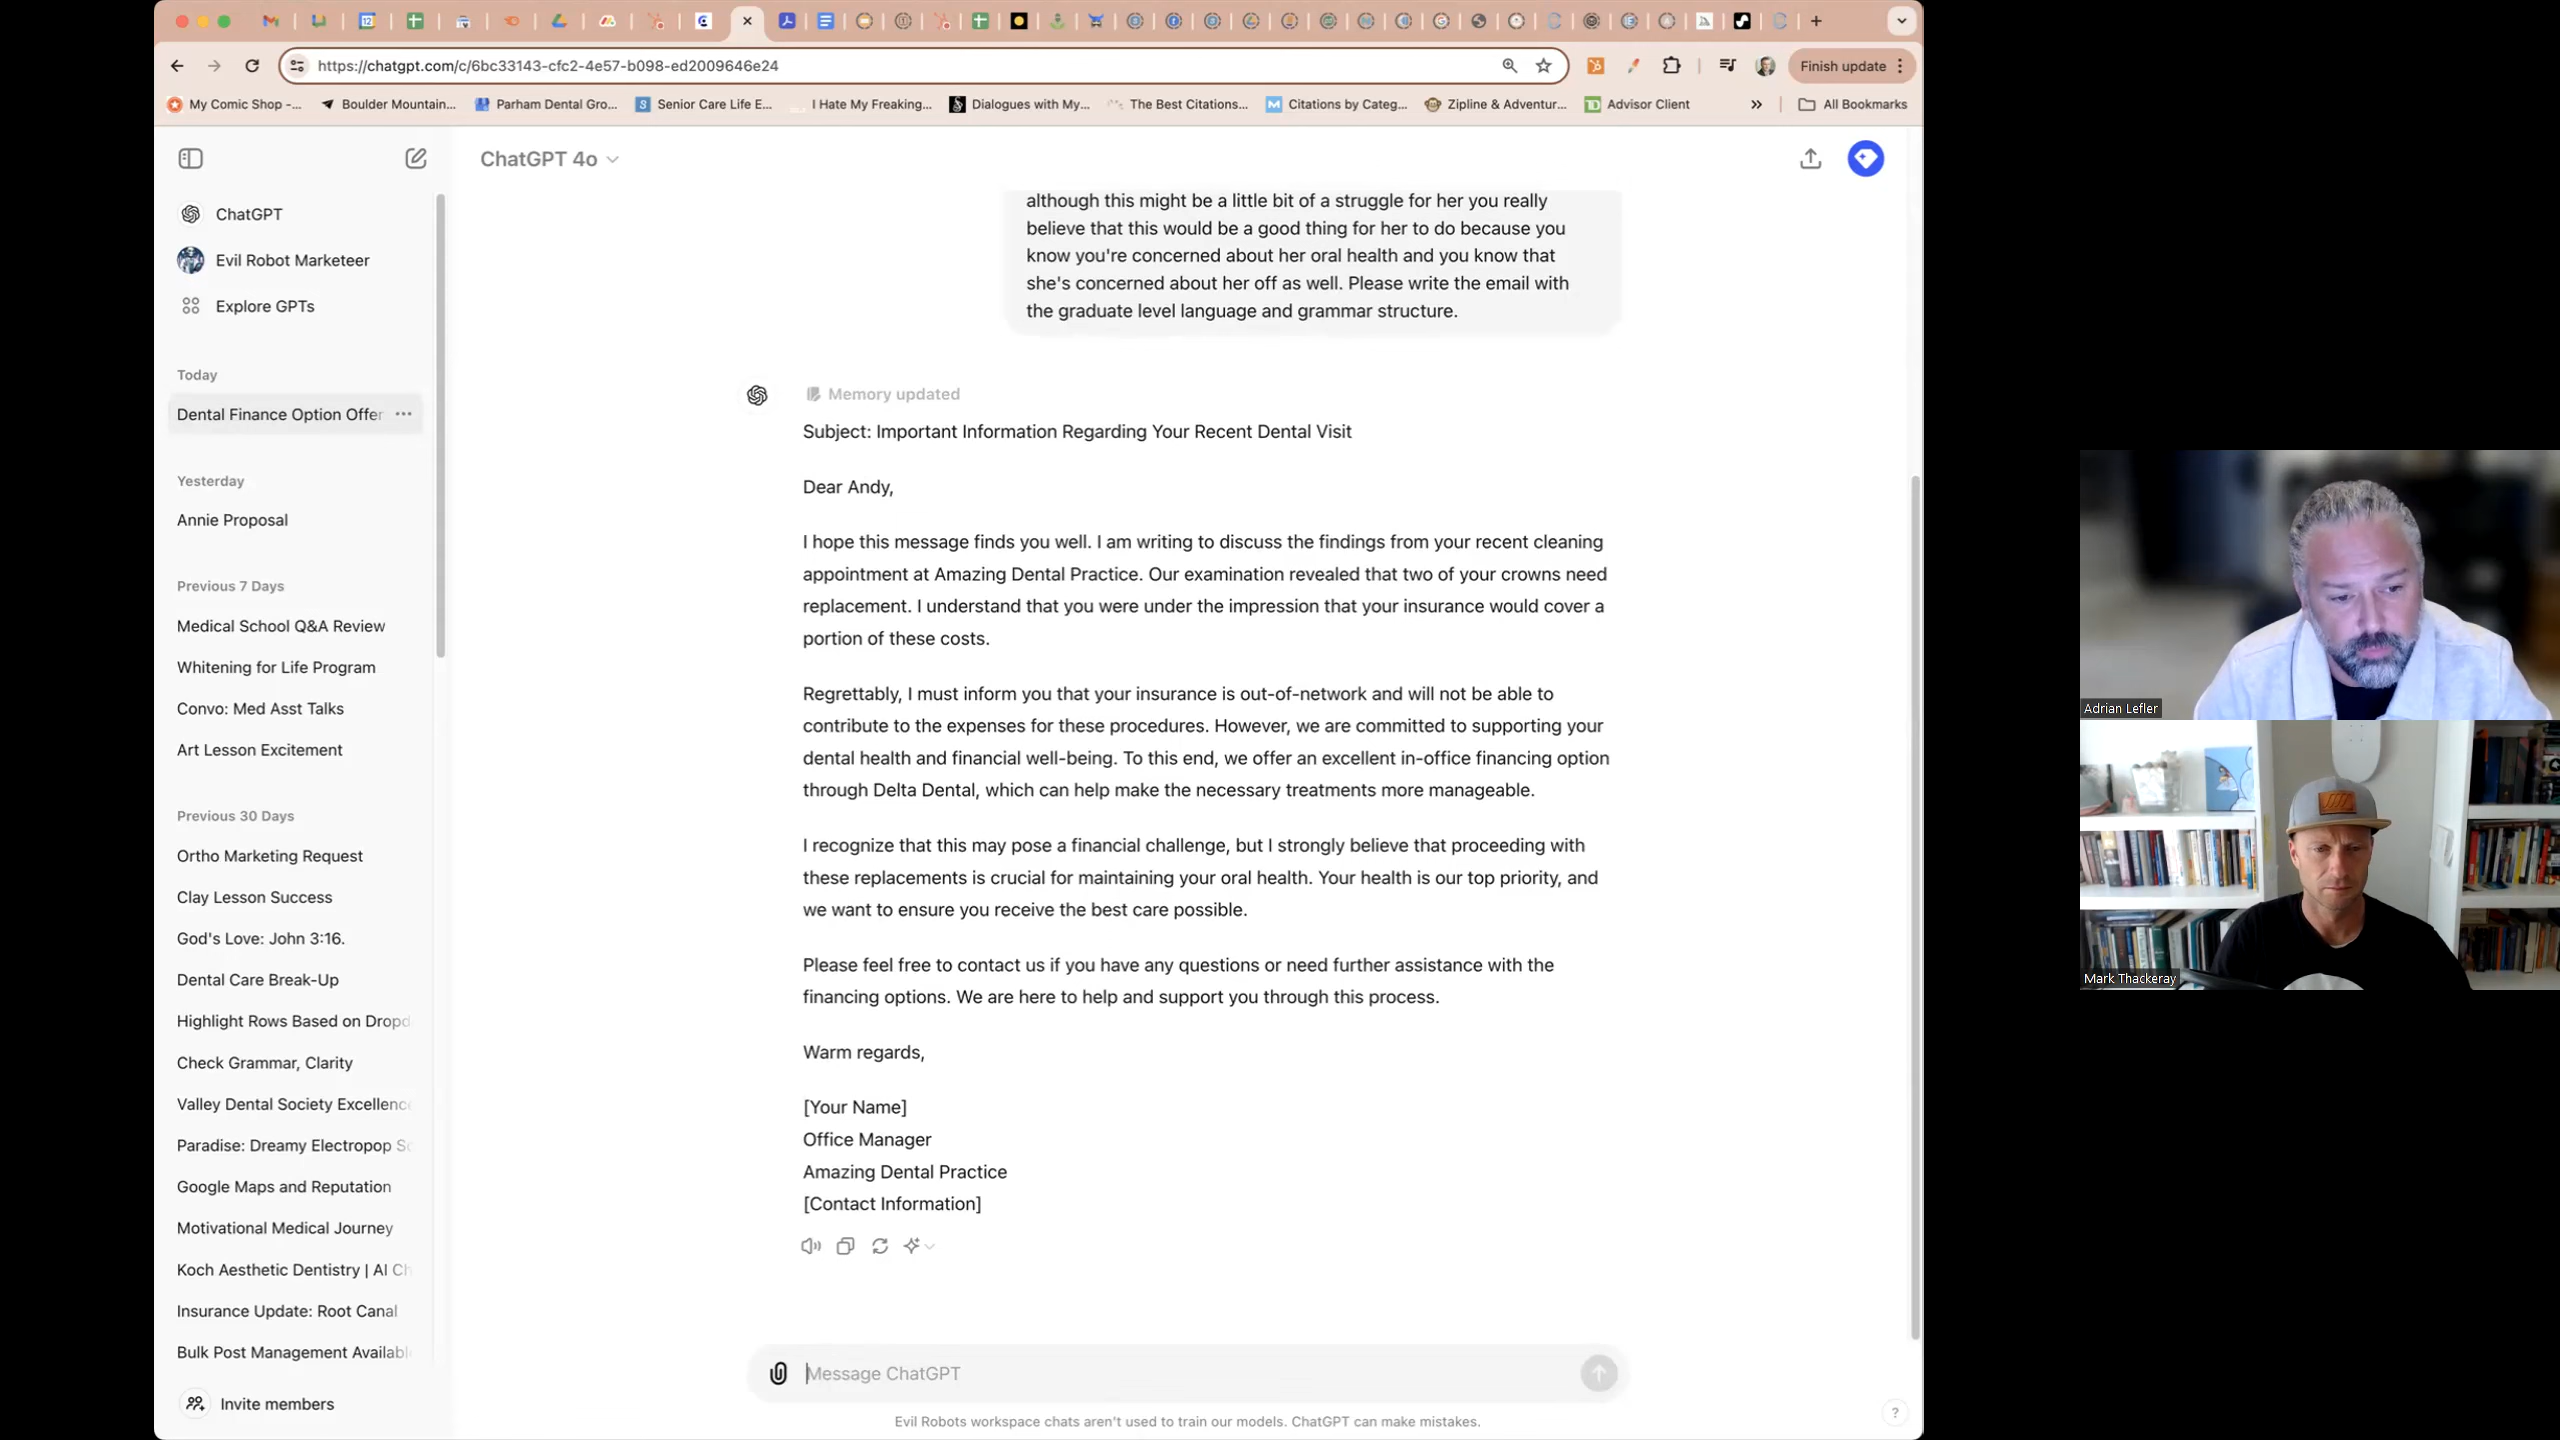 https://chatgpt.com/c/6bc33143-cfc2-4e57-b098-ed2009646e24
Finish update
My Comic Shop -...
Boulder Mountain...
Parham Dental Gro...
Senior Care Life E...
I Hate My Freaking...
Dialogues with My...
The Best Citations...
Citations by Categ...
Zipline & Adventur...
Advisor Client
All Bookmarks
ChatGPT
Evil Robot Marketeer
Explore GPTs
Today
Dental Finance Option Offer
Yesterday
Annie Proposal
Previous 7 Days
Medical School Q&A Review
Whitening for Life Program
Convo: Med Asst Talks
Art Lesson Excitement
Previous 30 Days
Ortho Marketing Request
Clay Lesson Success
God's Love: John 3:16.
Dental Care Break-Up
Highlight Rows Based on Dropd
Check Grammar, Clarity
Valley Dental Society Excellence
Paradise: Dreamy Electropop So
Google Maps and Reputation
Motivational Medical Journey
Koch Aesthetic Dentistry | AI Ch
Insurance Update: Root Canal
Bulk Post Management Availabl
Invite members
ChatGPT 4o
although this might be a little bit of a struggle for her you really
believe that this would be a good thing for her to do because you
know you're concerned about her oral health and you know that
she's concerned about her off as well. Please write the email with
the graduate level language and grammar structure.
Memory updated
Subject: Important Information Regarding Your Recent Dental Visit
Dear Andy,
I hope this message finds you well. I am writing to discuss the findings from your recent cleaning
appointment at Amazing Dental Practice. Our examination revealed that two of your crowns need
replacement. I understand that you were under the impression that your insurance would cover a
portion of these costs.
Regrettably, I must inform you that your insurance is out-of-network and will not be able to
contribute to the expenses for these procedures. However, we are committed to supporting your
dental health and financial well-being. To this end, we offer an excellent in-office financing option
through Delta Dental, which can help make the necessary treatments more manageable.
I recognize that this may pose a financial challenge, but I strongly believe that proceeding with
these replacements is crucial for maintaining your oral health. Your health is our top priority, and
we want to ensure you receive the best care possible.
Please feel free to contact us if you have any questions or need further assistance with the
financing options. We are here to help and support you through this process.
Warm regards,
[Your Name]
Office Manager
Amazing Dental Practice
[Contact Information]
Message ChatGPT
Evil Robots workspace chats aren't used to train our models. ChatGPT can make mistakes.
?
Adrian Lefler
Mark Thackeray